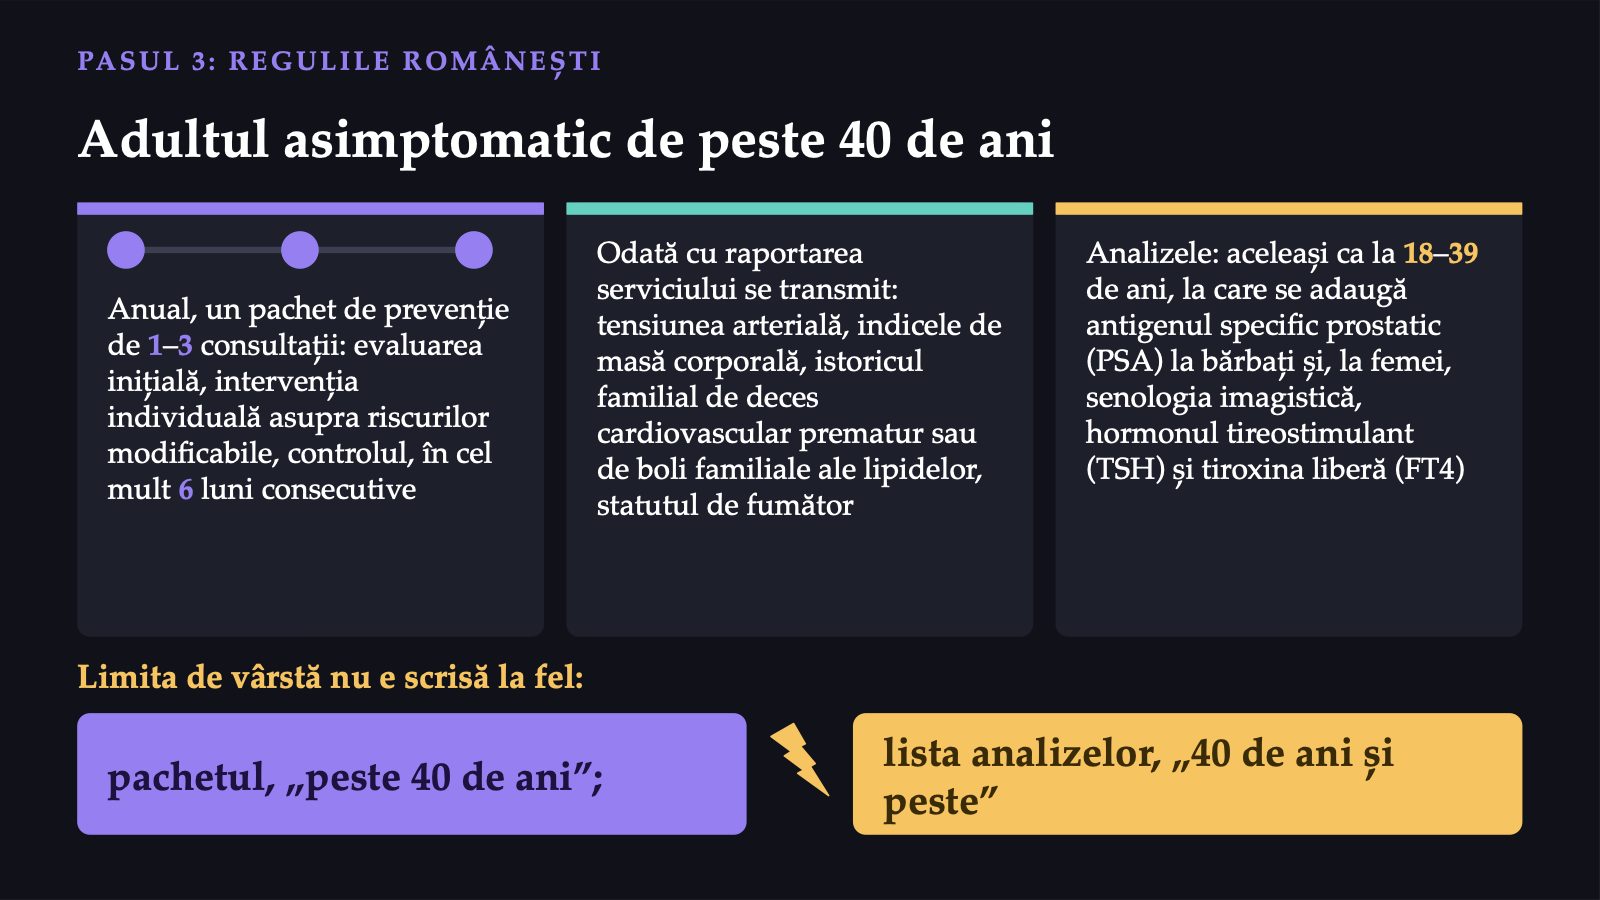 PASUL 3: REGULILE ROMÂNEȘTI
Adultul asimptomatic de peste 40 de ani
Anual, un pachet de prevenție
de 1–3 consultații: evaluarea
inițială, intervenția
individuală asupra riscurilor
modificabile, controlul, în cel
mult 6 luni consecutive
Odată cu raportarea
serviciului se transmit:
tensiunea arterială, indicele de
masă corporală, istoricul
familial de deces
cardiovascular prematur sau
de boli familiale ale lipidelor,
statutul de fumător
Analizele: aceleași ca la 18–39
de ani, la care se adaugă
antigenul specific prostatic
(PSA) la bărbați și, la femei,
senologia imagistică,
hormonul tireostimulant
(TSH) și tiroxina liberă (FT4)
Limita de vârstă nu e scrisă la fel:
pachetul, „peste 40 de ani”;
lista analizelor, „40 de ani și
peste”